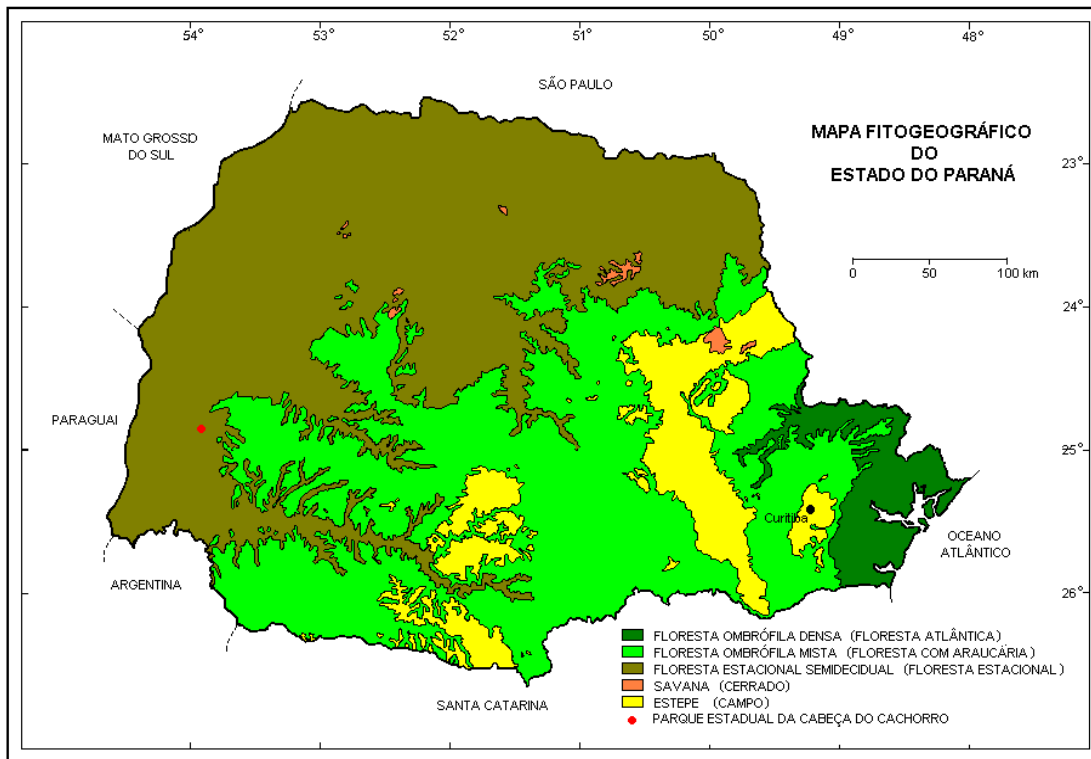 54° 53° 52° 51° 50° 49° 48°
SÃO PAULO
MATO GROSSO
DO SUL
MAPA FITOGEOGRÁFICO
DO
ESTADO DO PARANÁ
23°
0 50 100 km
24°
PARAGUAI
25°
Curitiba
OCEANO
ATLÂNTICO
ARGENTINA
26°
FLORESTA OMBRÓFILA DENSA (FLORESTA ATLÂNTICA)
FLORESTA OMBRÓFILA MISTA (FLORESTA COM ARAUCÁRIA)
FLORESTA ESTACIONAL SEMIDECIDUAL (FLORESTA ESTACIONAL)
SAVANA (CERRADO)
ESTEPE (CAMPO)
PARQUE ESTADUAL DA CABEÇA DO CACHORRO
SANTA CATARINA